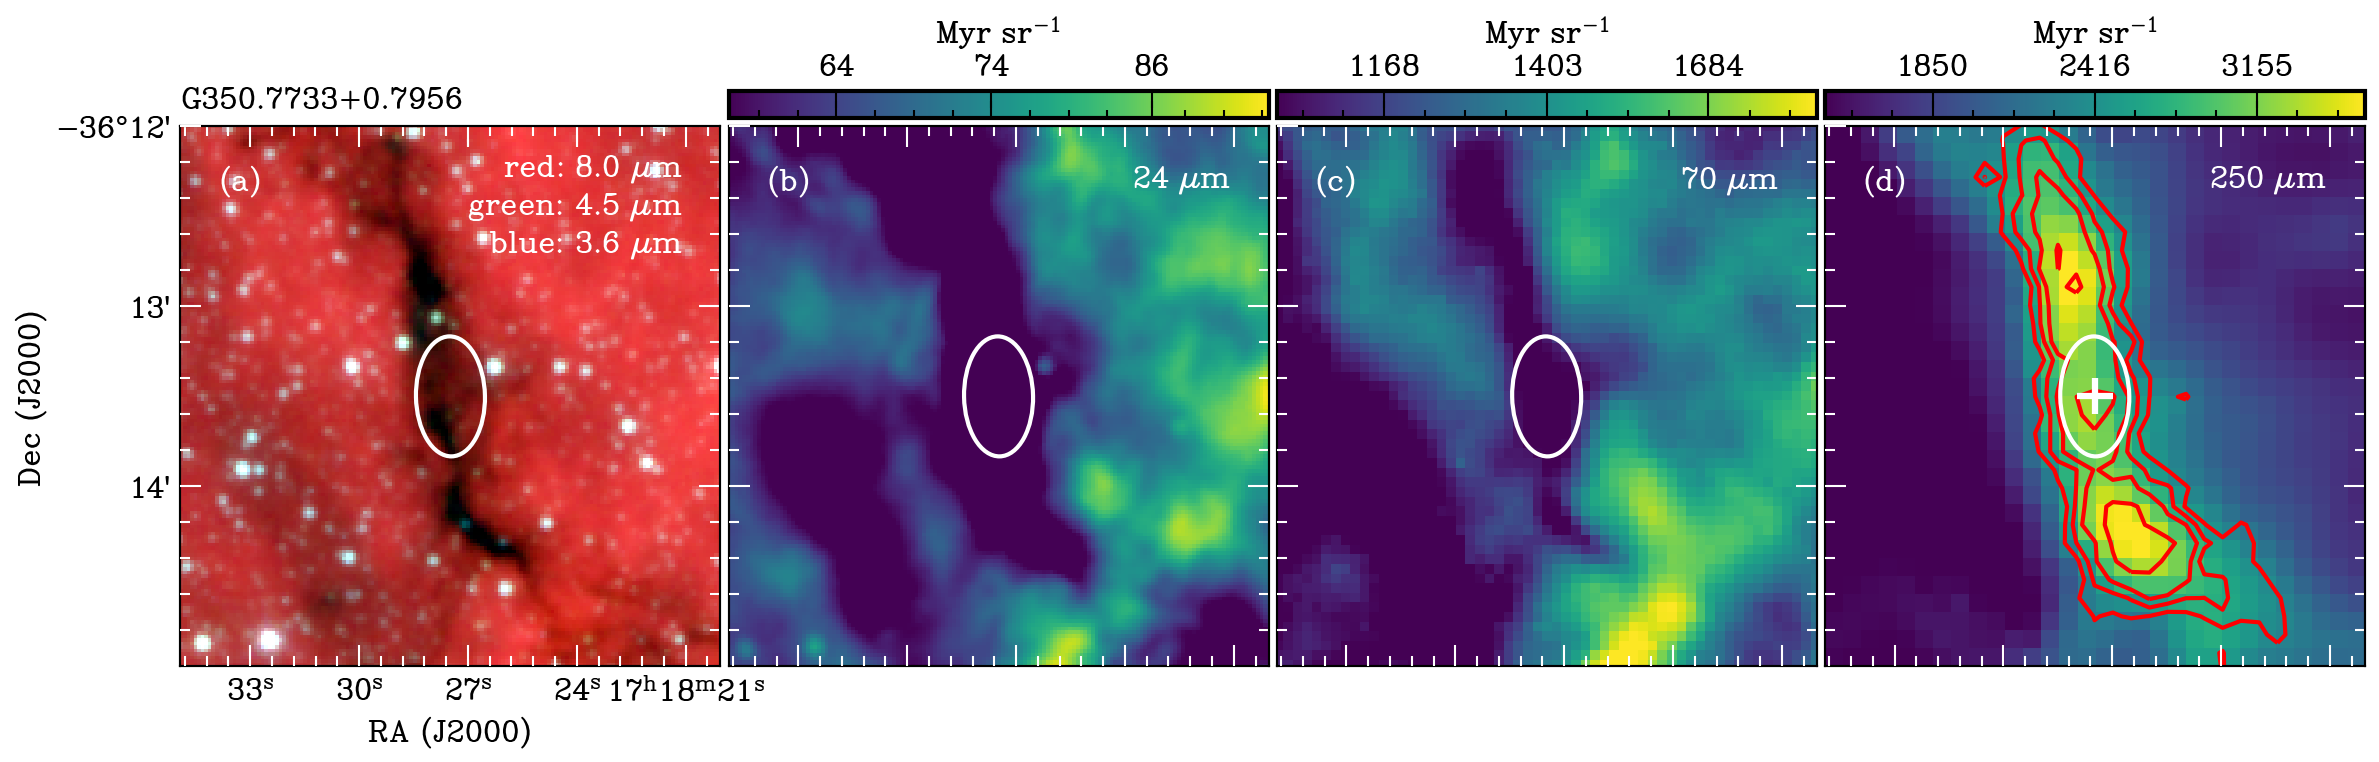 Myr sr⁻¹
64 74 86
Myr sr⁻¹
1168 1403 1684
Myr sr⁻¹
1850 2416 3155
G350.7733+0.7956
(a)
red: 8.0 μm
green: 4.5 μm
blue: 3.6 μm
(b)
24 μm
(c)
70 μm
(d)
250 μm
−36°12'
13'
14'
Dec (J2000)
33ˢ 30ˢ 27ˢ 24ˢ 17ʰ18ᵐ21ˢ
RA (J2000)